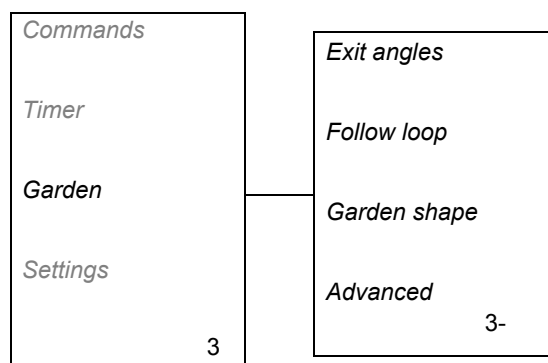 Commands
Timer
Garden
Settings
3
Exit angles
Follow loop
Garden shape
Advanced
3-